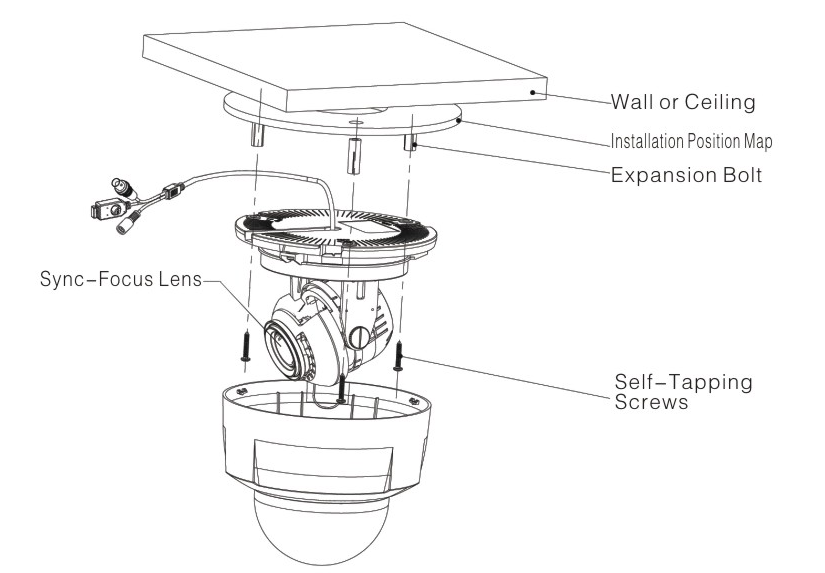 Wall or Ceiling
Installation Position Map
Expansion Bolt
Sync-Focus Lens
Self-Tapping
Screws